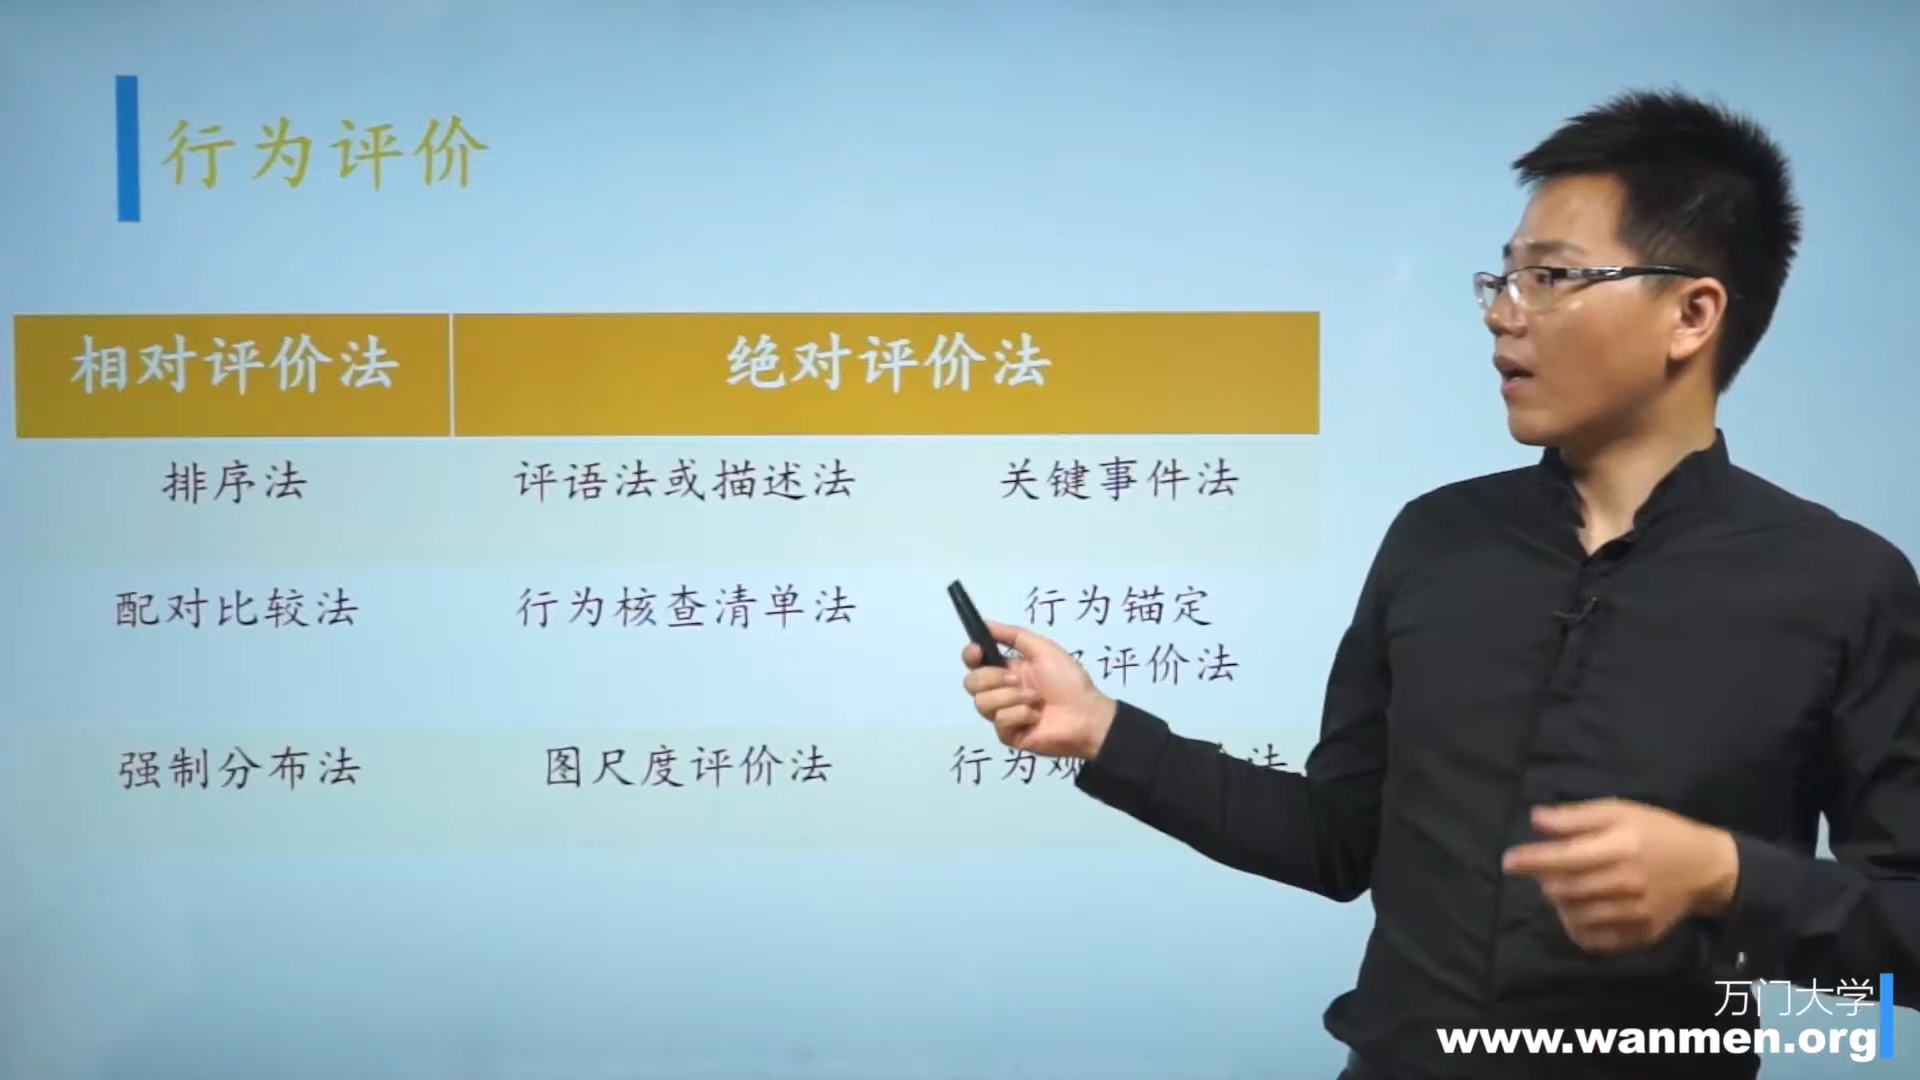 行为评价
相对评价法
绝对评价法
排序法
评语法或描述法
关键事件法
配对比较法
行为核查清单法
行为锚定
评价法
强制分布法
图尺度评价法
行为观
法
万门大学
www.wanmen.org